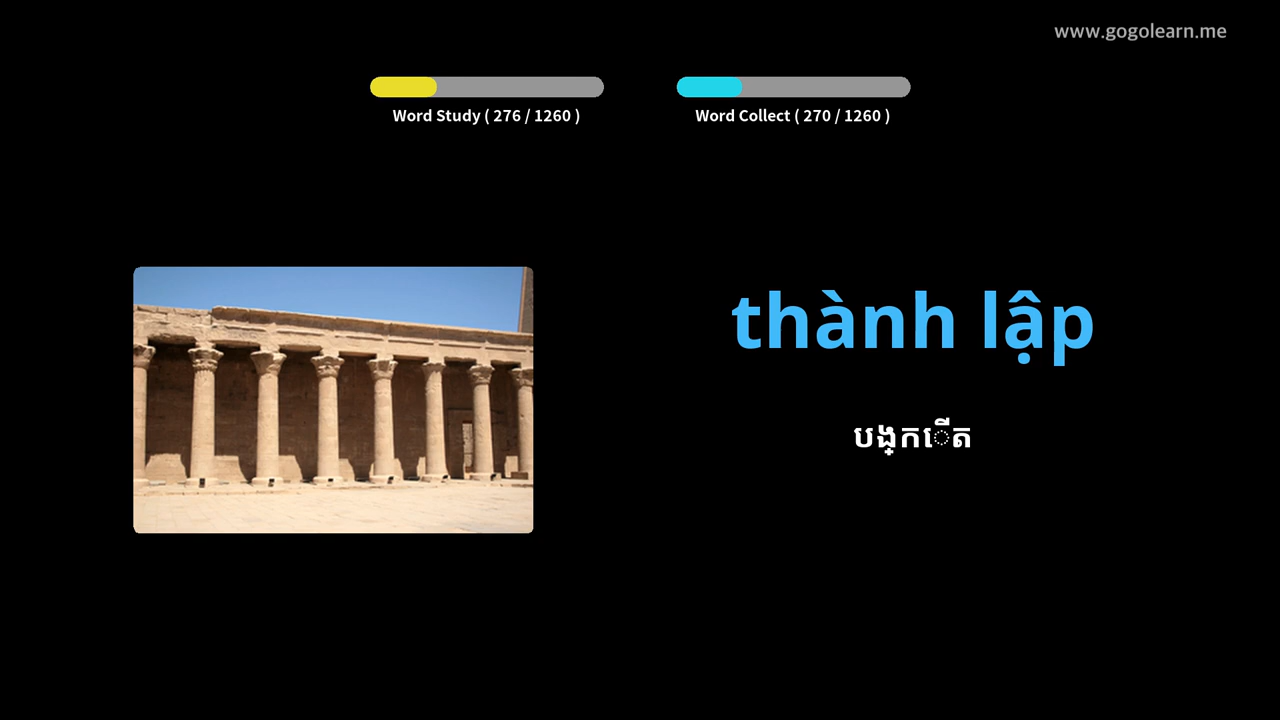 www.gogolearn.me
Word Study ( 276 / 1260 )
Word Collect ( 270 / 1260 )
thành lập
បង្កើត